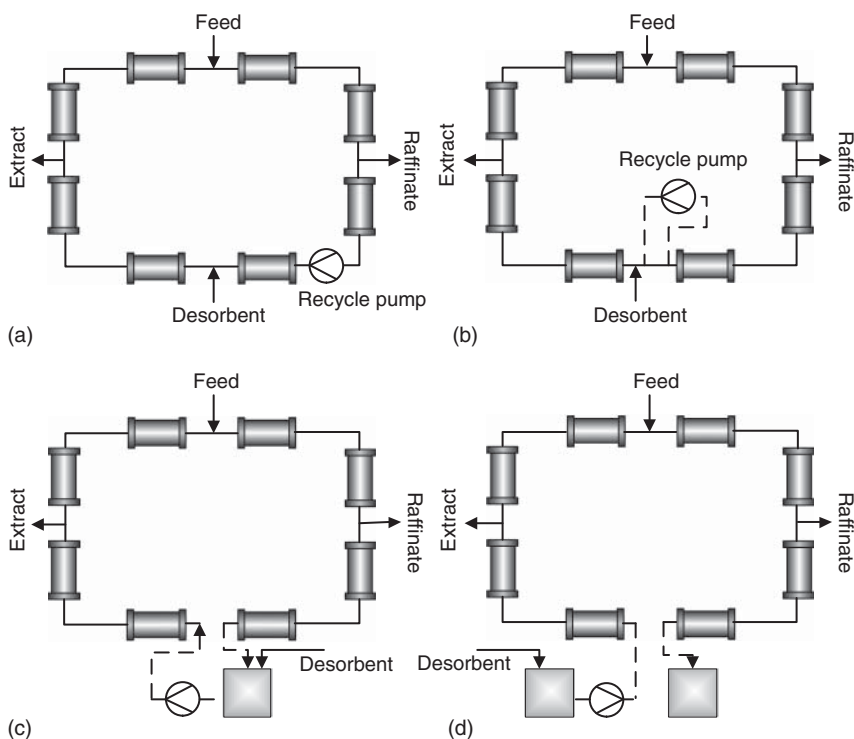 Feed
Extract
Raffinate
Recycle pump
Desorbent
(a)
Feed
Recycle pump
Extract
Raffinate
Desorbent
(b)
Feed
Extract
Raffinate
Desorbent
(c)
Feed
Extract
Raffinate
Desorbent
(d)